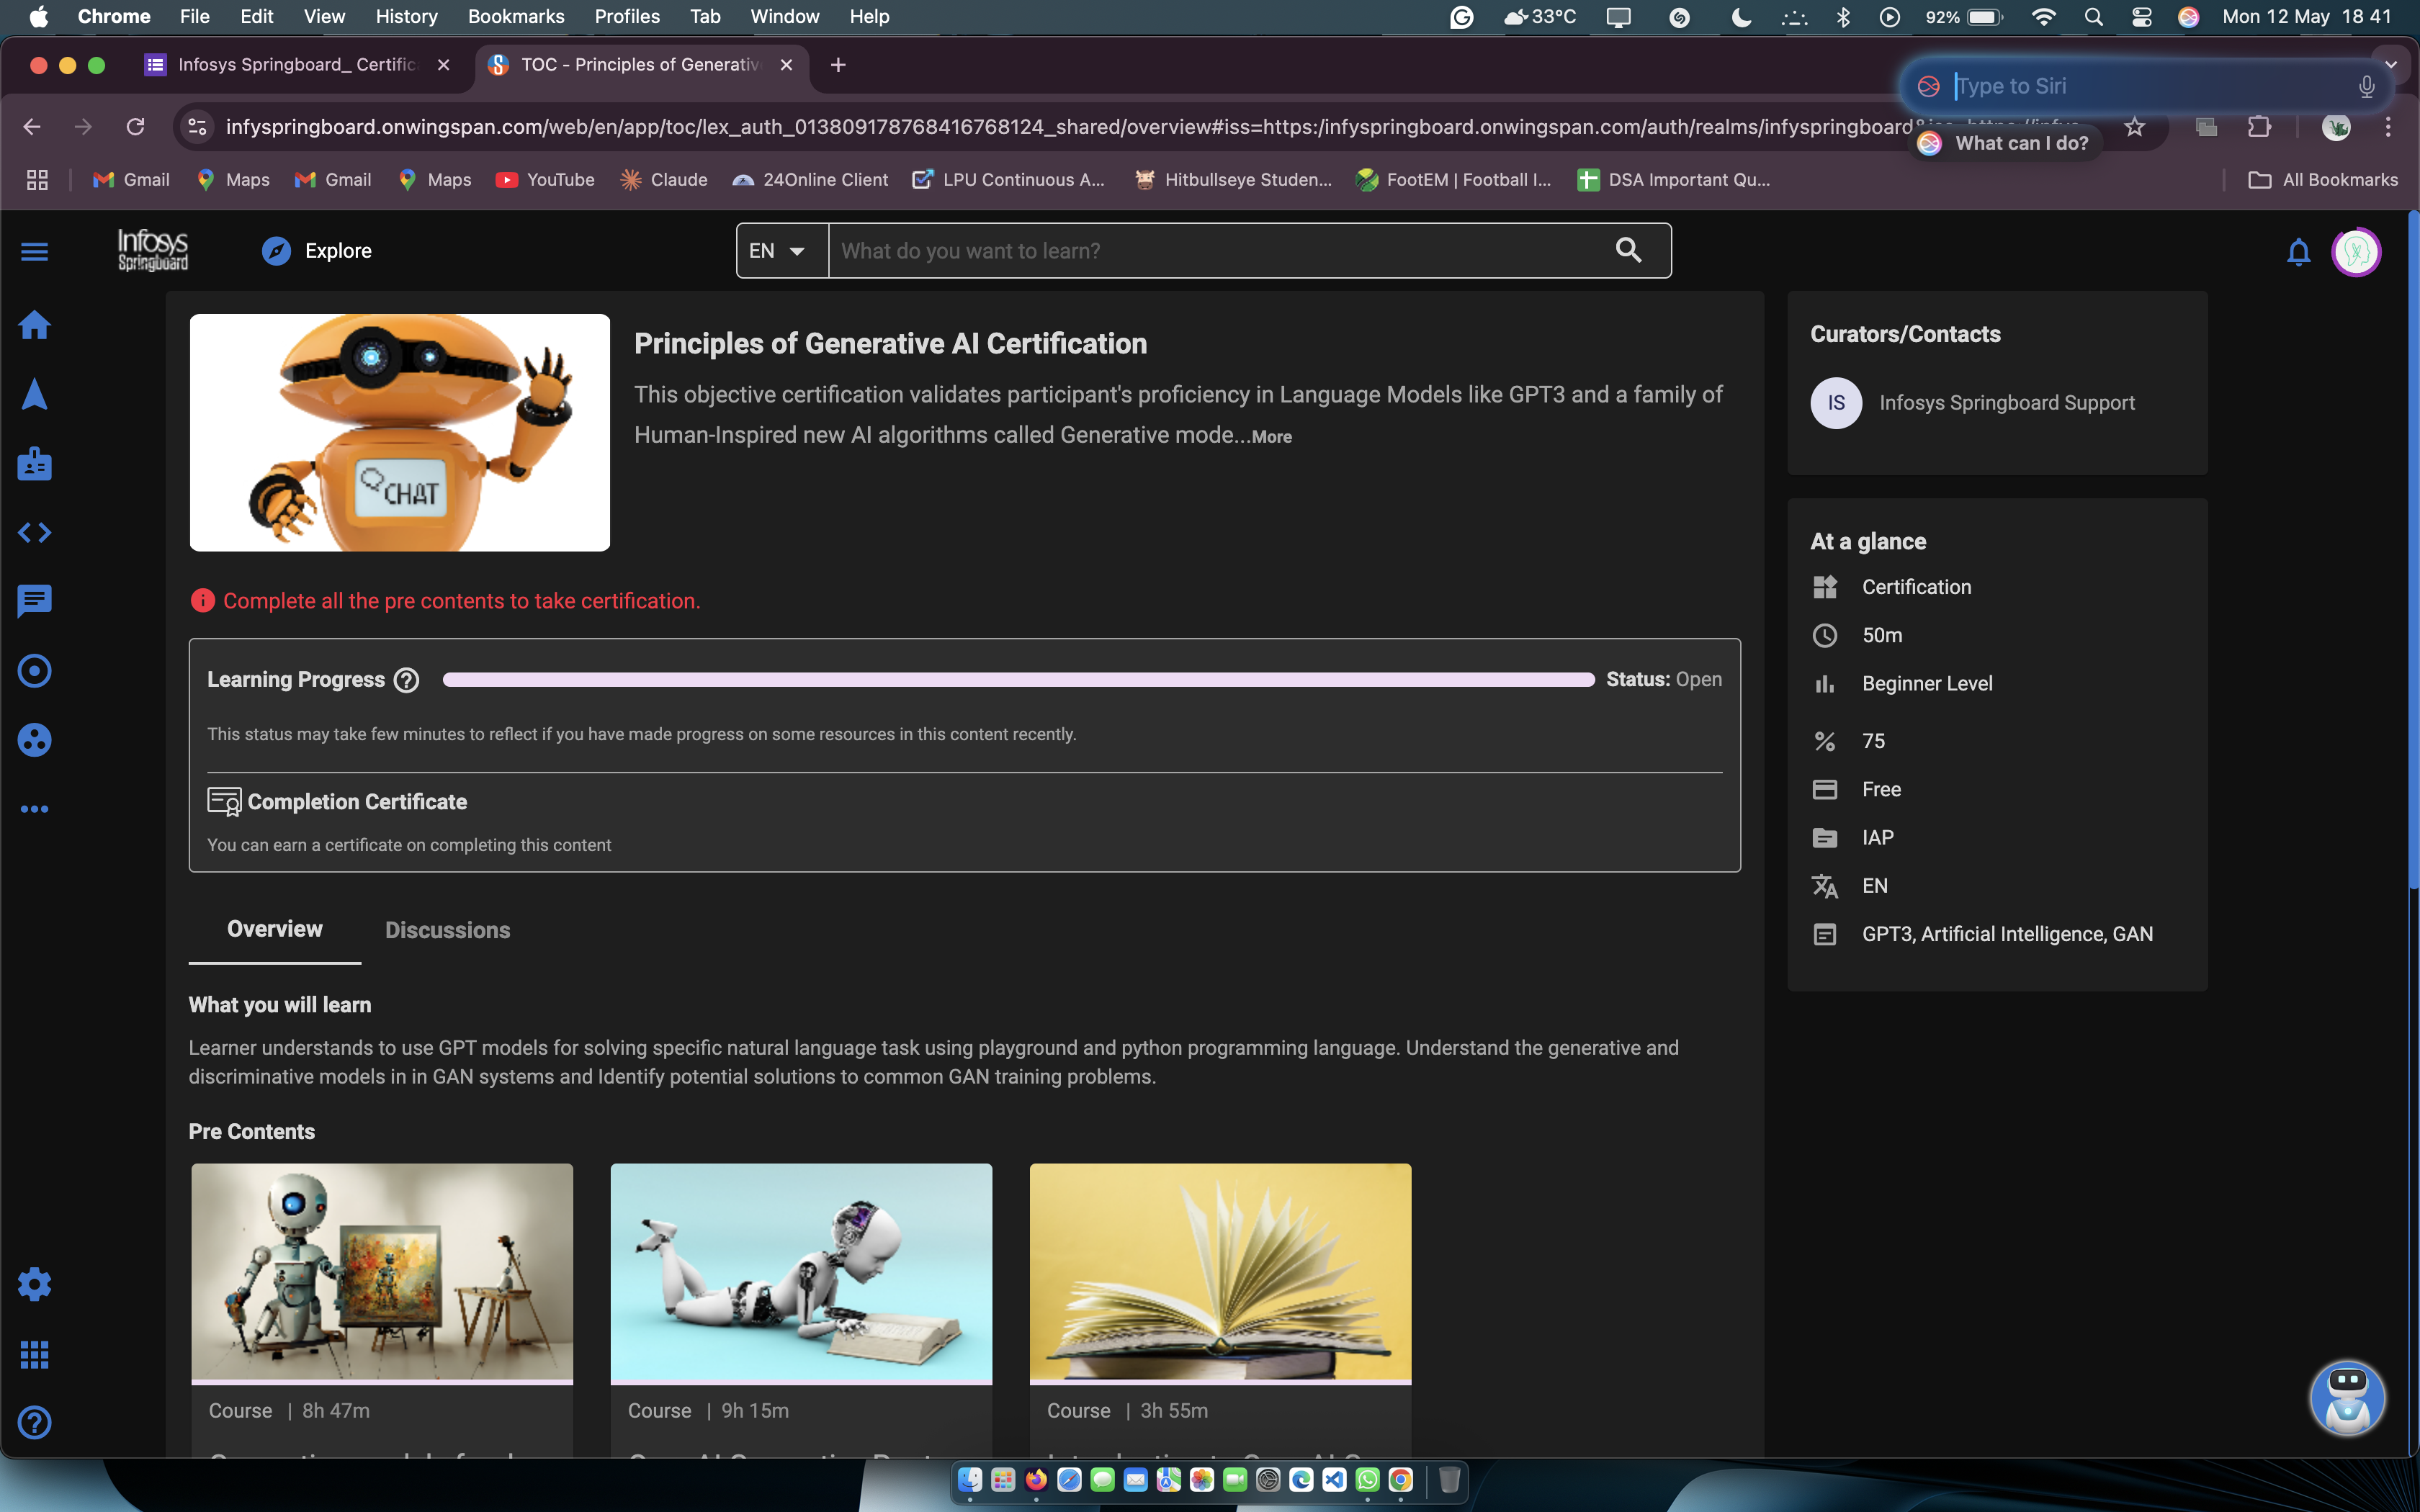 Chrome File Edit View History Bookmarks Profiles Tab Window Help 33°C 92% Mon 12 May 18 41
Infosys Springboard_ Certific
TOC - Principles of Generativ
Type to Siri
infyspringboard.onwingspan.com/web/en/app/toc/lex_auth_013809178768416768124_shared/overview#iss=https:/infyspringboard.onwingspan.com/auth/realms/infyspringboard
What can I do?
Gmail Maps Gmail Maps YouTube Claude 24Online Client LPU Continuous A... Hitbullseye Studen... FootEM | Football I... DSA Important Qu... All Bookmarks
Infosys
Springboard
Explore
EN What do you want to learn?
CHAT
Principles of Generative AI Certification
This objective certification validates participant's proficiency in Language Models like GPT3 and a family of
Human-Inspired new AI algorithms called Generative mode...More
Complete all the pre contents to take certification.
Learning Progress Status: Open
This status may take few minutes to reflect if you have made progress on some resources in this content recently.
Completion Certificate
You can earn a certificate on completing this content
Overview Discussions
What you will learn
Learner understands to use GPT models for solving specific natural language task using playground and python programming language. Understand the generative and
discriminative models in in GAN systems and Identify potential solutions to common GAN training problems.
Pre Contents
Course | 8h 47m
Course | 9h 15m
Course | 3h 55m
Curators/Contacts
IS Infosys Springboard Support
At a glance
Certification
50m
Beginner Level
75
Free
IAP
EN
GPT3, Artificial Intelligence, GAN